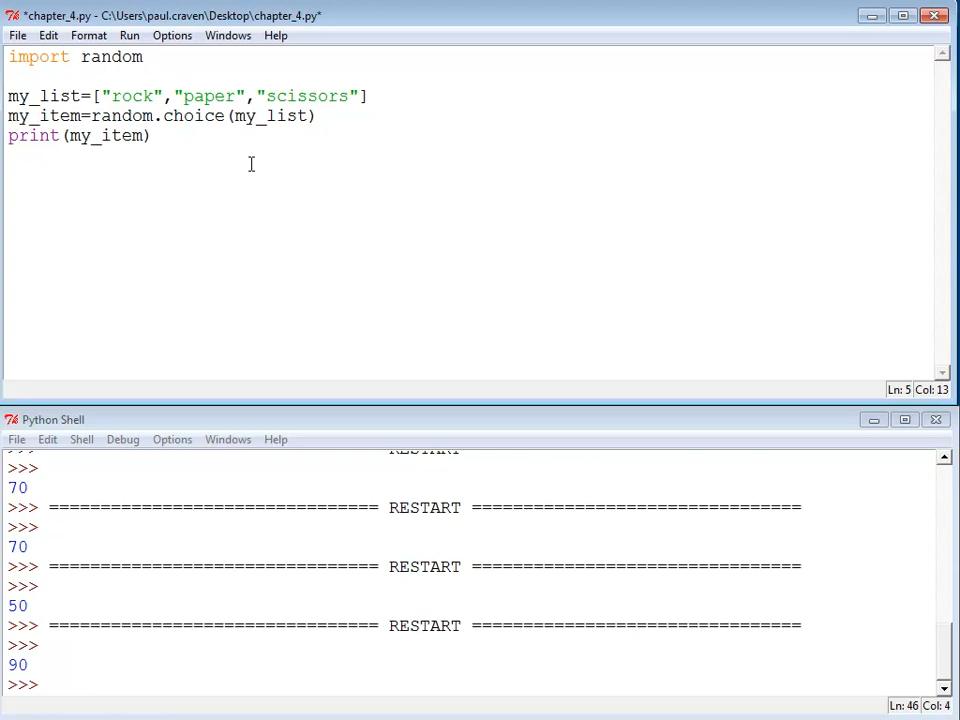 *chapter_4.py - C:\Users\paul.craven\Desktop\chapter_4.py*
File Edit Format Run Options Windows Help
import random
my_list=["rock","paper","scissors"]
my_item=random.choice(my_list)
print(my_item)
Ln: 5 Col: 13
Python Shell
File Edit Shell Debug Options Windows Help
>>> ================================ RESTART ================================
>>>
70
>>> ================================ RESTART ================================
>>>
70
>>> ================================ RESTART ================================
>>>
50
>>> ================================ RESTART ================================
>>>
90
>>>
Ln: 46 Col: 4